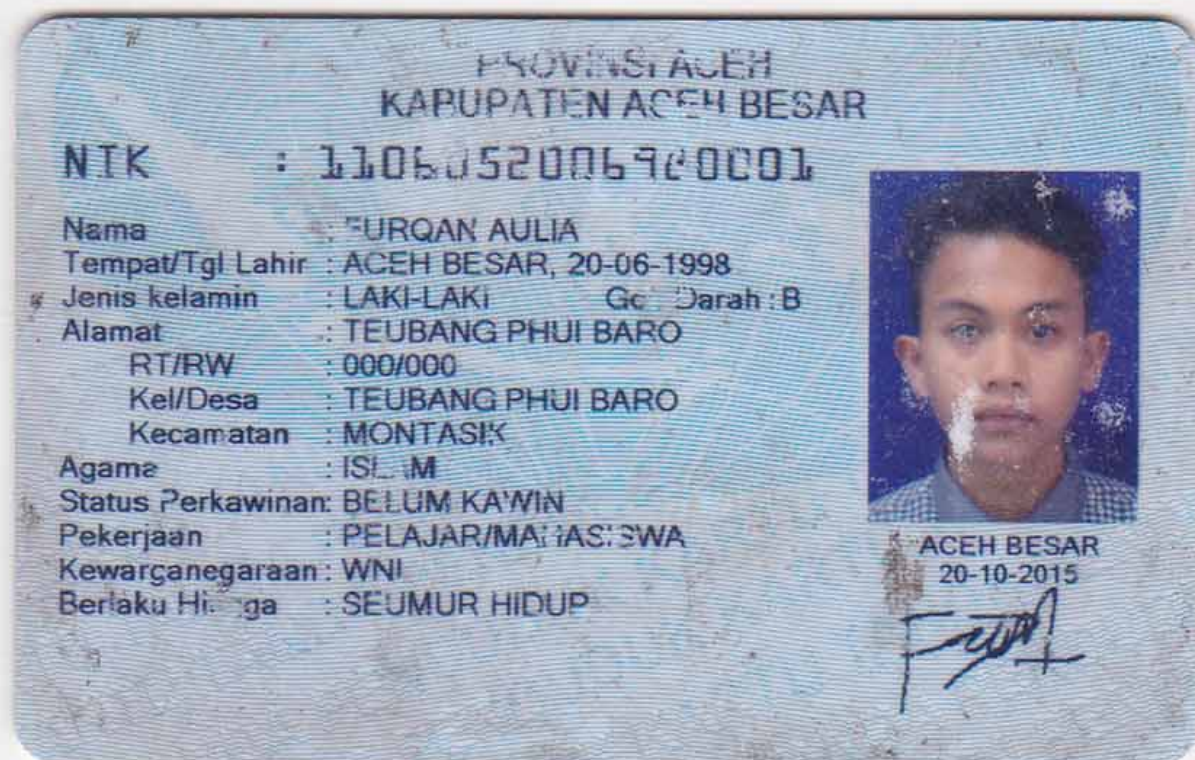 PROVINSI ACEH
KABUPATEN ACEH BESAR
NIK : 1106052006980001
Nama : FURQAN AULIA
Tempat/Tgl Lahir : ACEH BESAR, 20-06-1998
Jenis kelamin : LAKI-LAKI Gol Darah : B
Alamat : TEUBANG PHUI BARO
RT/RW : 000/000
Kel/Desa : TEUBANG PHUI BARO
Kecamatan : MONTASIK
Agama : ISLAM
Status Perkawinan: BELUM KAWIN
Pekerjaan : PELAJAR/MAHASISWA
Kewarganegaraan : WNI
Berlaku Hingga : SEUMUR HIDUP
ACEH BESAR
20-10-2015